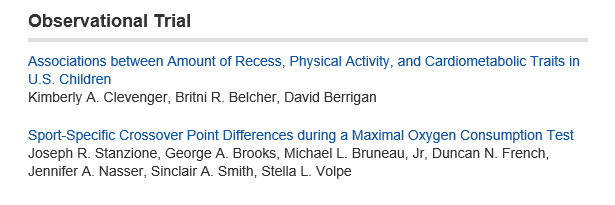 Observational Trial
Associations between Amount of Recess, Physical Activity, and Cardiometabolic Traits in
U.S. Children
Kimberly A. Clevenger, Britni R. Belcher, David Berrigan
Sport-Specific Crossover Point Differences during a Maximal Oxygen Consumption Test
Joseph R. Stanzione, George A. Brooks, Michael L. Bruneau, Jr, Duncan N. French,
Jennifer A. Nasser, Sinclair A. Smith, Stella L. Volpe